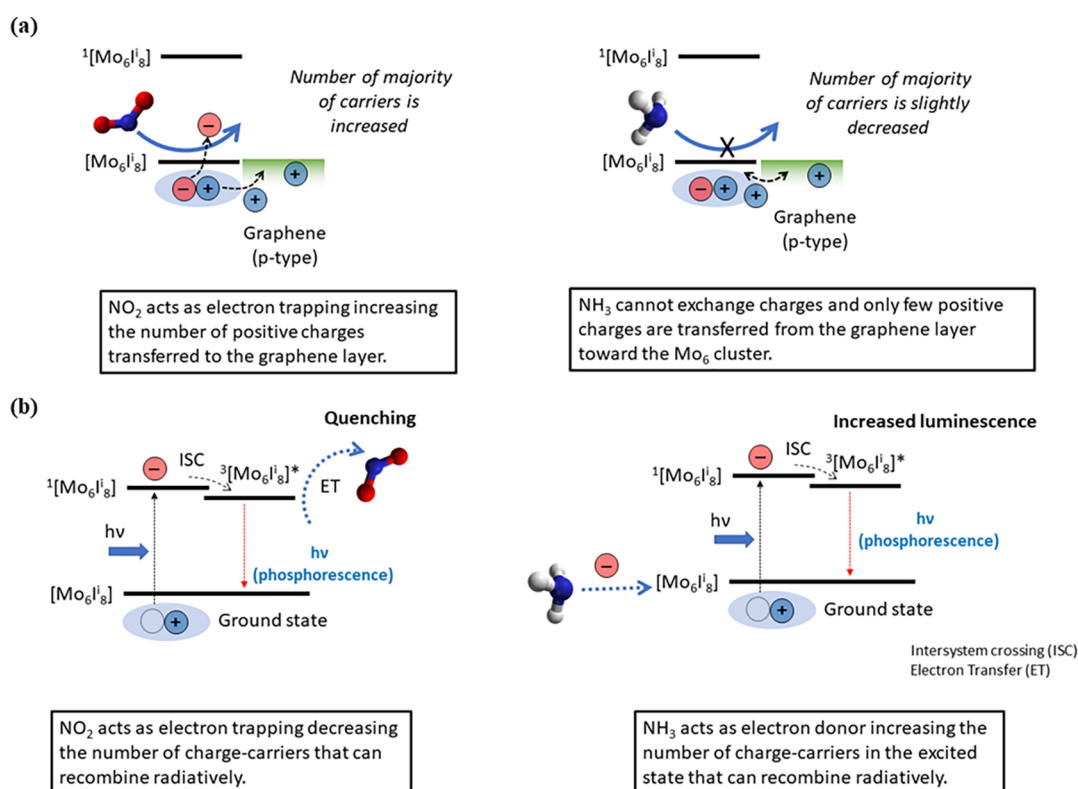 (a)
¹[Mo₆Iⁱ₈]
Number of majority
of carriers is
increased
−
[Mo₆Iⁱ₈]
− + +
+
Graphene
(p-type)
NO₂ acts as electron trapping increasing
the number of positive charges
transferred to the graphene layer.
¹[Mo₆Iⁱ₈]
Number of majority
of carriers is slightly
decreased
X
[Mo₆Iⁱ₈]
− + + +
Graphene
(p-type)
NH₃ cannot exchange charges and only few positive
charges are transferred from the graphene layer
toward the Mo₆ cluster.
(b)
Quenching
− ISC
¹[Mo₆Iⁱ₈] ³[Mo₆Iⁱ₈]*
ET
hν
hν
(phosphorescence)
[Mo₆Iⁱ₈]
+ Ground state
NO₂ acts as electron trapping decreasing
the number of charge-carriers that can
recombine radiatively.
Increased luminescence
− ISC
¹[Mo₆Iⁱ₈] ³[Mo₆Iⁱ₈]*
hν
hν
(phosphorescence)
−
[Mo₆Iⁱ₈]
+ Ground state
Intersystem crossing (ISC)
Electron Transfer (ET)
NH₃ acts as electron donor increasing the
number of charge-carriers in the excited
state that can recombine radiatively.